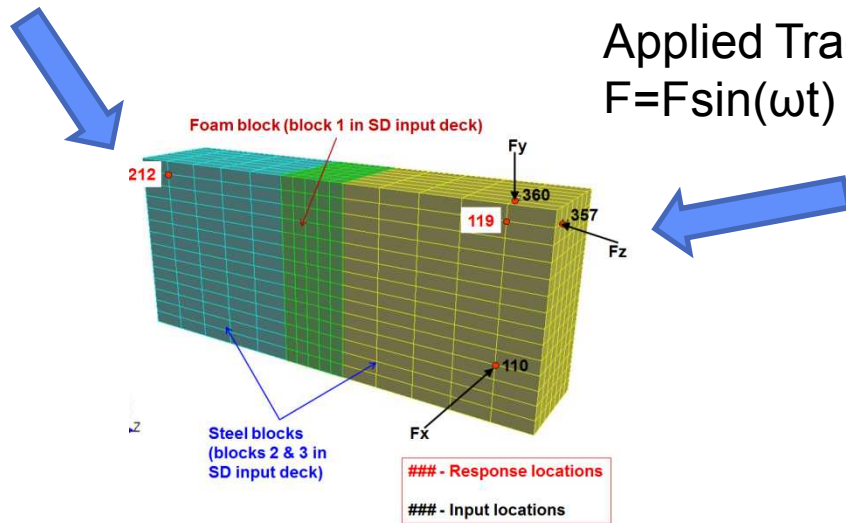 Applied Tra
F=Fsin(ωt)
Foam block (block 1 in SD input deck)
Fy
212
360
119
357
Fz
110
Fx
Z
Steel blocks
(blocks 2 & 3 in
SD input deck)
### - Response locations
### - Input locations